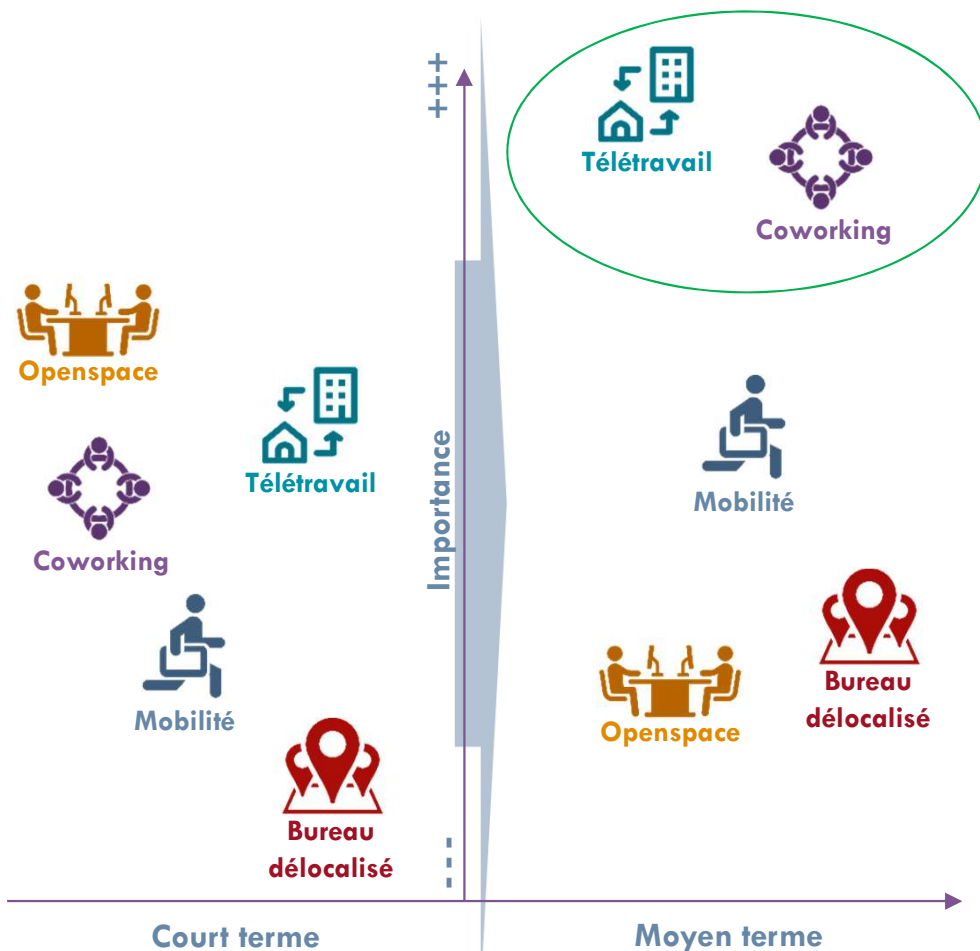 +++
Télétravail
Coworking
Openspace
Télétravail
Importance
Mobilité
Coworking
Mobilité
Bureau
délocalisé
Openspace
Bureau
délocalisé
---
Court terme
Moyen terme